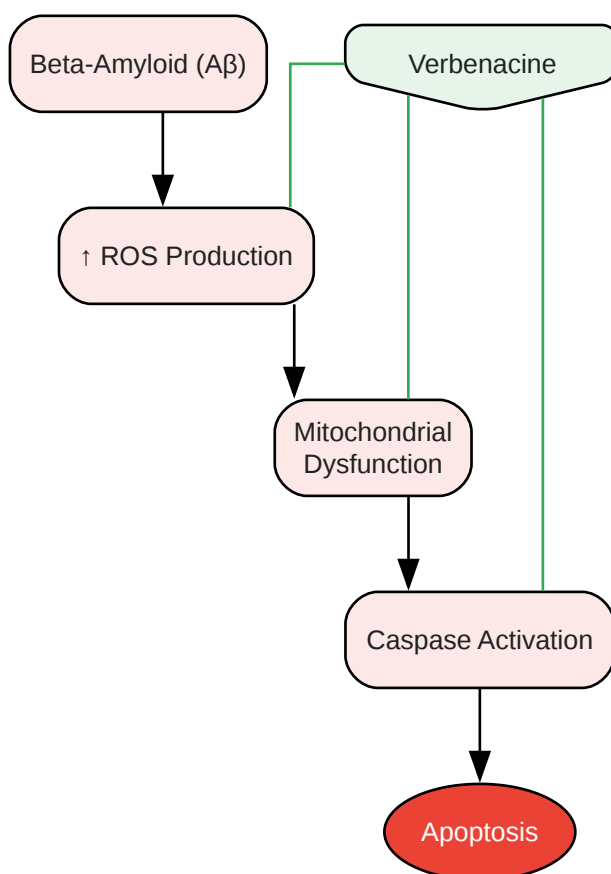 Beta-Amyloid (Aβ)
Verbenacine
↑ ROS Production
Mitochondrial
Dysfunction
Caspase Activation
Apoptosis